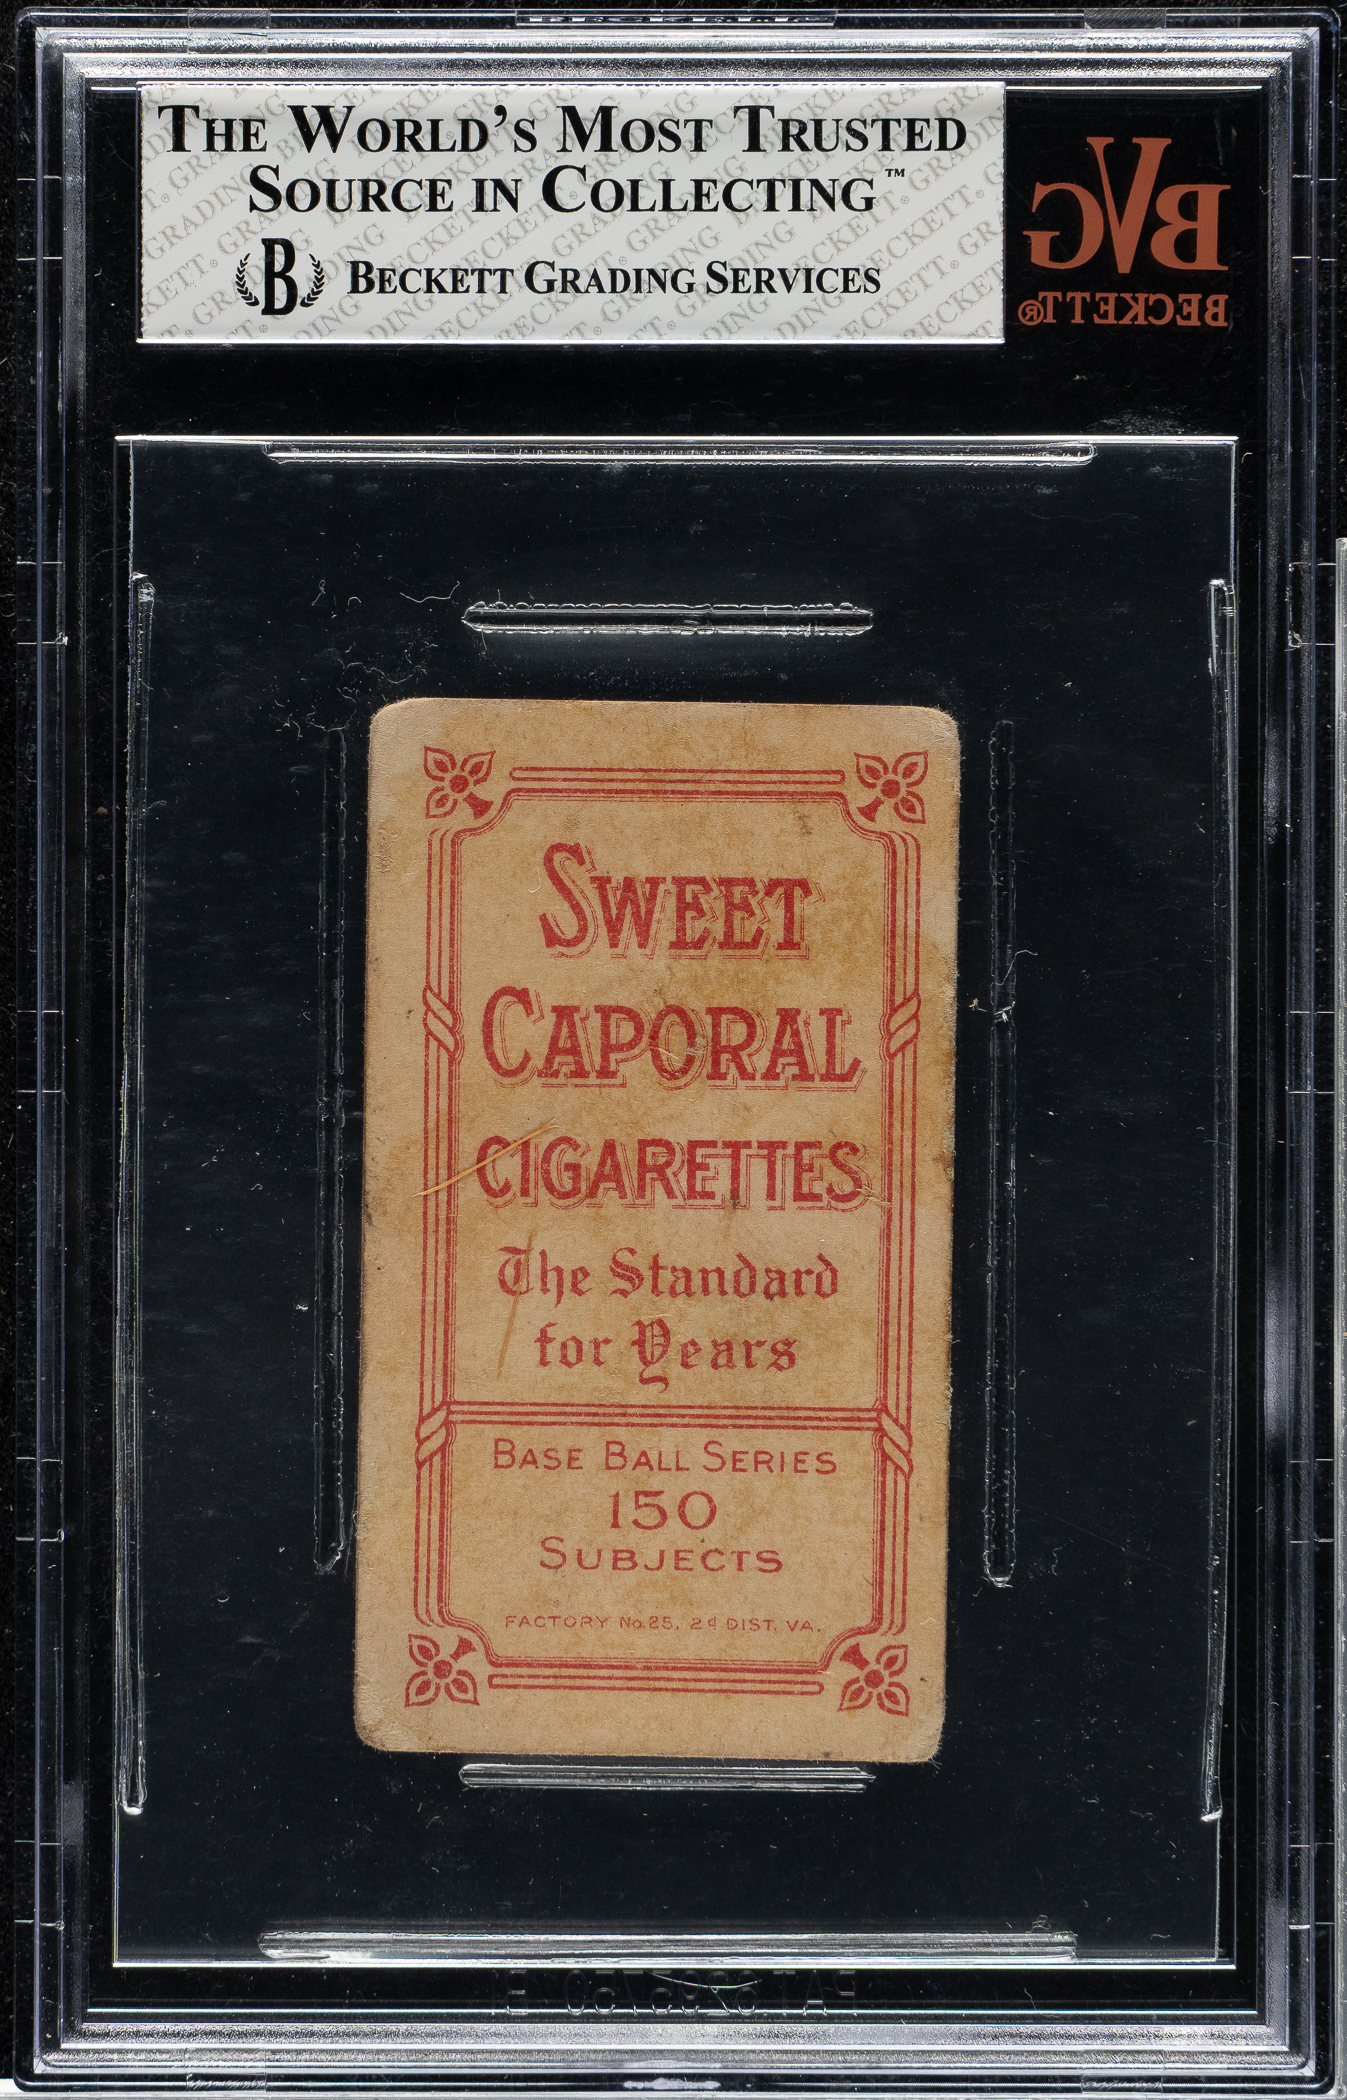 THE WORLD'S MOST TRUSTED
SOURCE IN COLLECTING™
B BECKETT GRADING SERVICES
BVG
BECKETT®
SWEET
CAPORAL
CIGARETTES
The Standard
for Years
BASE BALL SERIES
150
SUBJECTS
FACTORY No. 25, 2d DIST. VA.